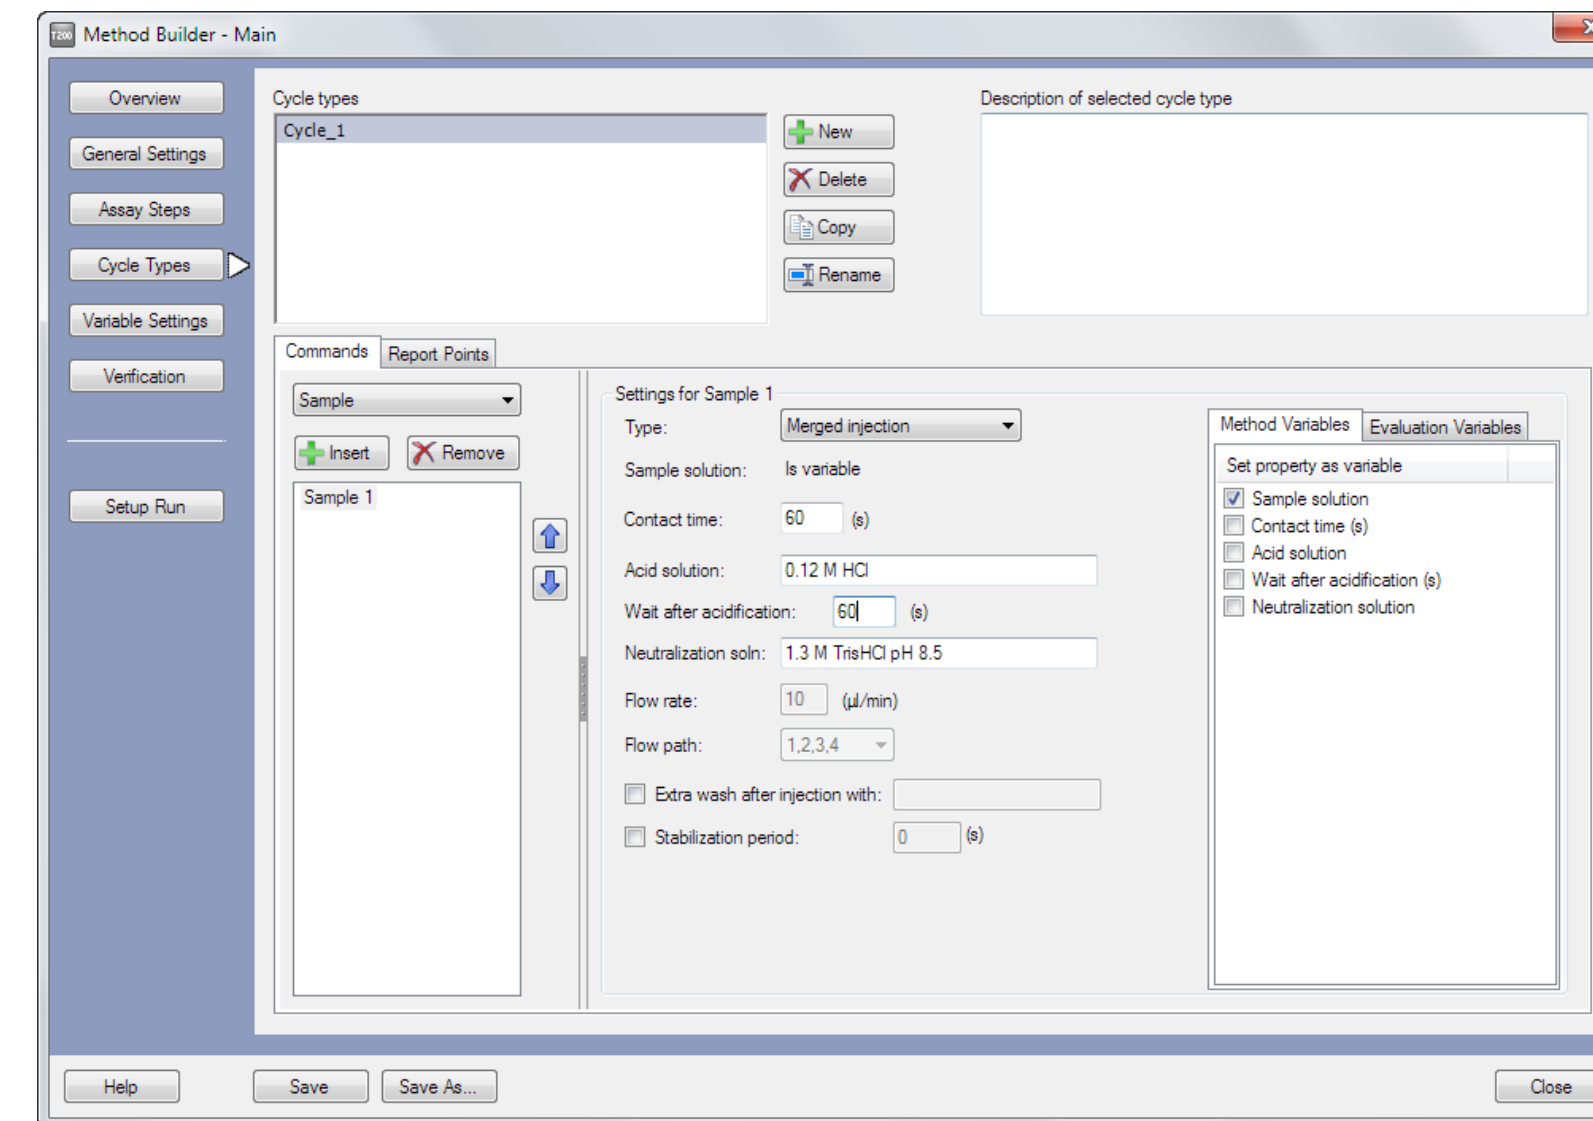 T200 Method Builder - Main
Overview
General Settings
Assay Steps
Cycle Types
Variable Settings
Verification
Setup Run
Cycle types
Cycle_1
New
Delete
Copy
Rename
Description of selected cycle type
Commands Report Points
Sample
Insert Remove
Sample 1
Settings for Sample 1
Type: Merged injection
Sample solution: Is variable
Contact time: 60 (s)
Acid solution: 0.12 M HCl
Wait after acidification: 60 (s)
Neutralization soln: 1.3 M TrisHCl pH 8.5
Flow rate: 10 (µl/min)
Flow path: 1,2,3,4
Extra wash after injection with:
Stabilization period: 0 (s)
Method Variables Evaluation Variables
Set property as variable
Sample solution
Contact time (s)
Acid solution
Wait after acidification (s)
Neutralization solution
Help Save Save As... Close